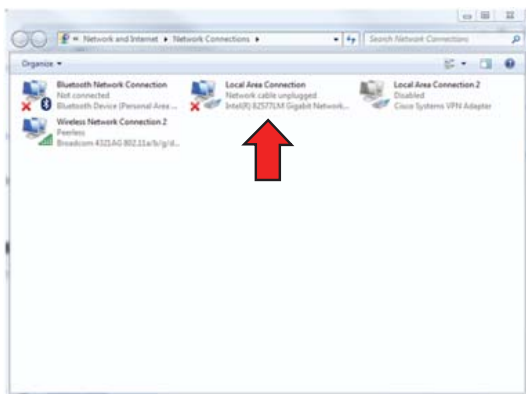 « Network and Internet ▸ Network Connections ▸
Search Network Connections
Organize ▾
Bluetooth Network Connection
Not connected
Bluetooth Device (Personal Area ...
Local Area Connection
Network cable unplugged
Intel(R) 82577LM Gigabit Network...
Local Area Connection 2
Disabled
Cisco Systems VPN Adapter
Wireless Network Connection 2
Peerless
Broadcom 4321AG 802.11a/b/g/d...